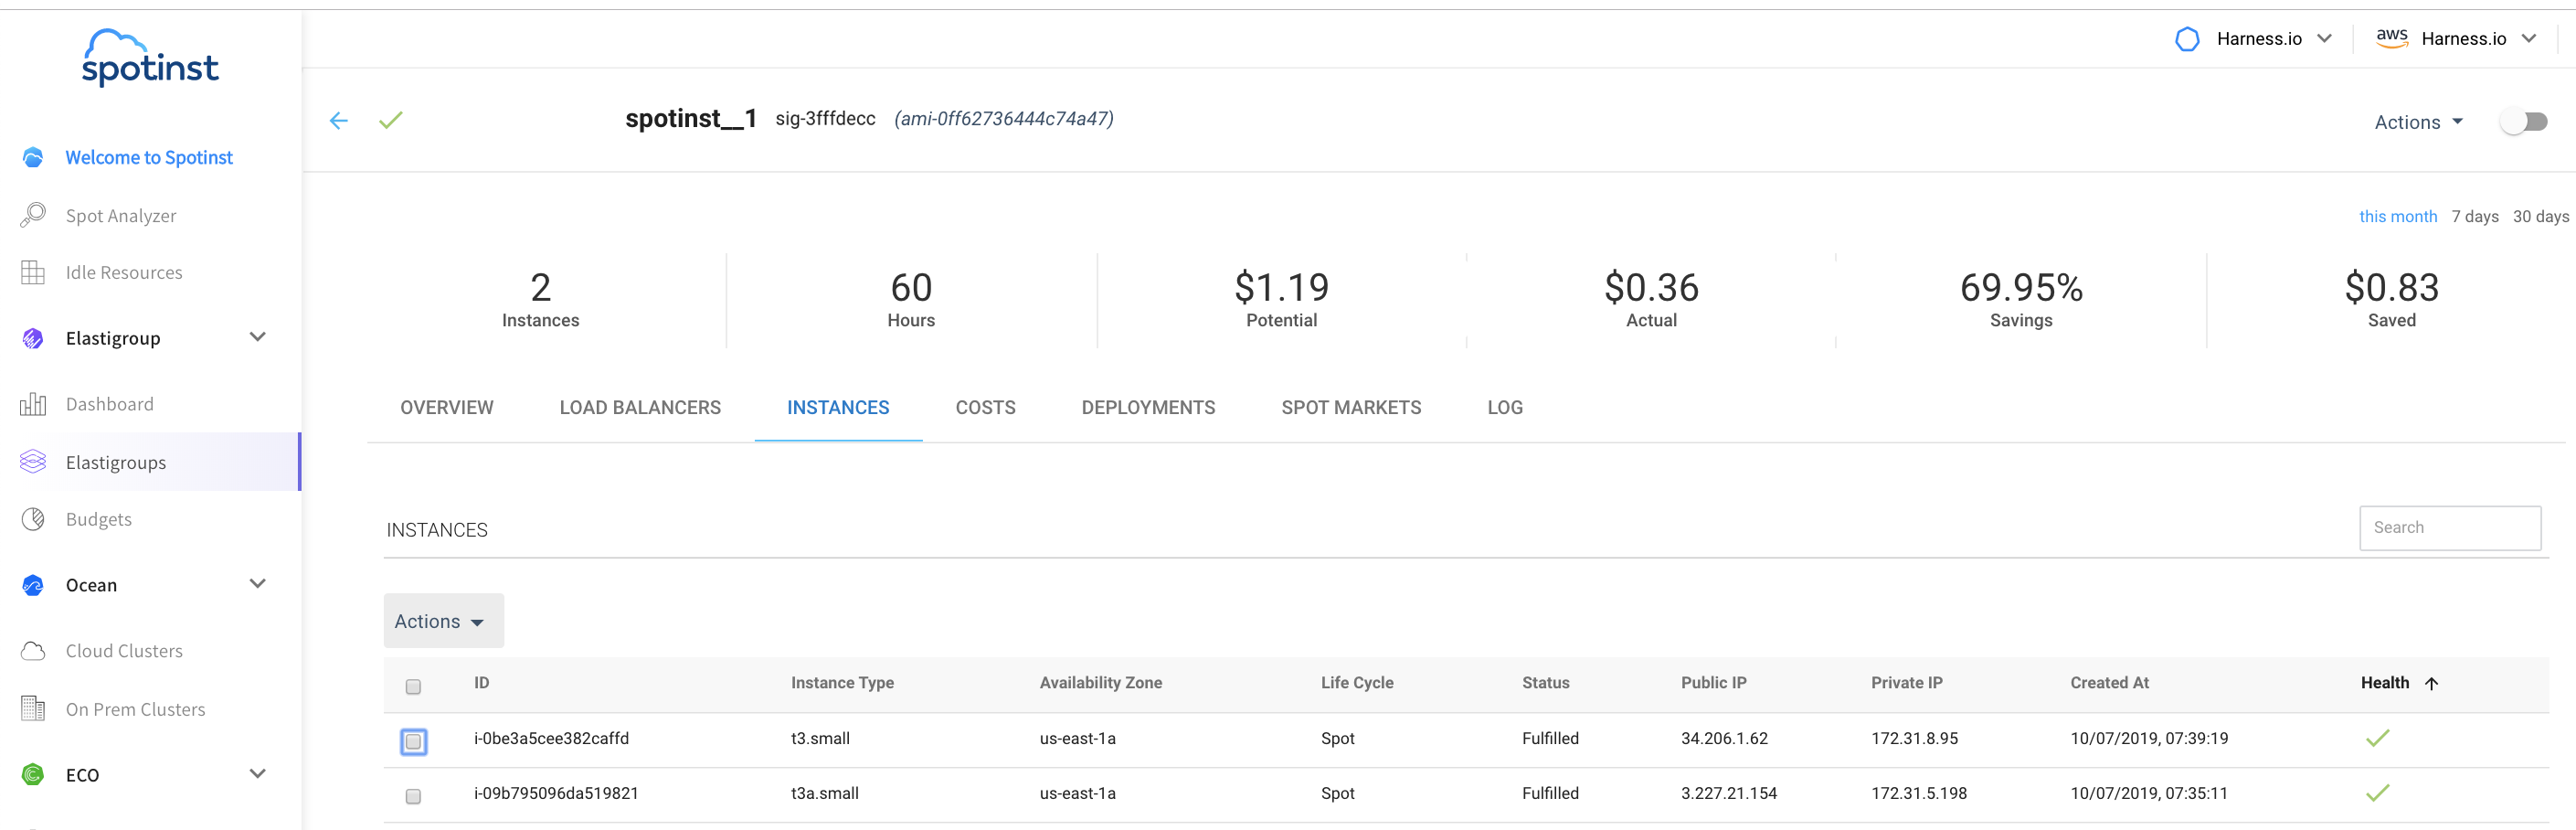 spotinst
Harness.io
aws Harness.io
spotinst__1 sig-3fffdecc (ami-0ff62736444c74a47)
Actions
Welcome to Spotinst
Spot Analyzer
Idle Resources
Elastigroup
Dashboard
Elastigroups
Budgets
Ocean
Cloud Clusters
On Prem Clusters
ECO
this month 7 days 30 days
2 60 $1.19 $0.36 69.95% $0.83
Instances Hours Potential Actual Savings Saved
OVERVIEW LOAD BALANCERS INSTANCES COSTS DEPLOYMENTS SPOT MARKETS LOG
INSTANCES
Search
Actions
ID Instance Type Availability Zone Life Cycle Status Public IP Private IP Created At Health
i-0be3a5cee382caffd t3.small us-east-1a Spot Fulfilled 34.206.1.62 172.31.8.95 10/07/2019, 07:39:19
i-09b795096da519821 t3a.small us-east-1a Spot Fulfilled 3.227.21.154 172.31.5.198 10/07/2019, 07:35:11